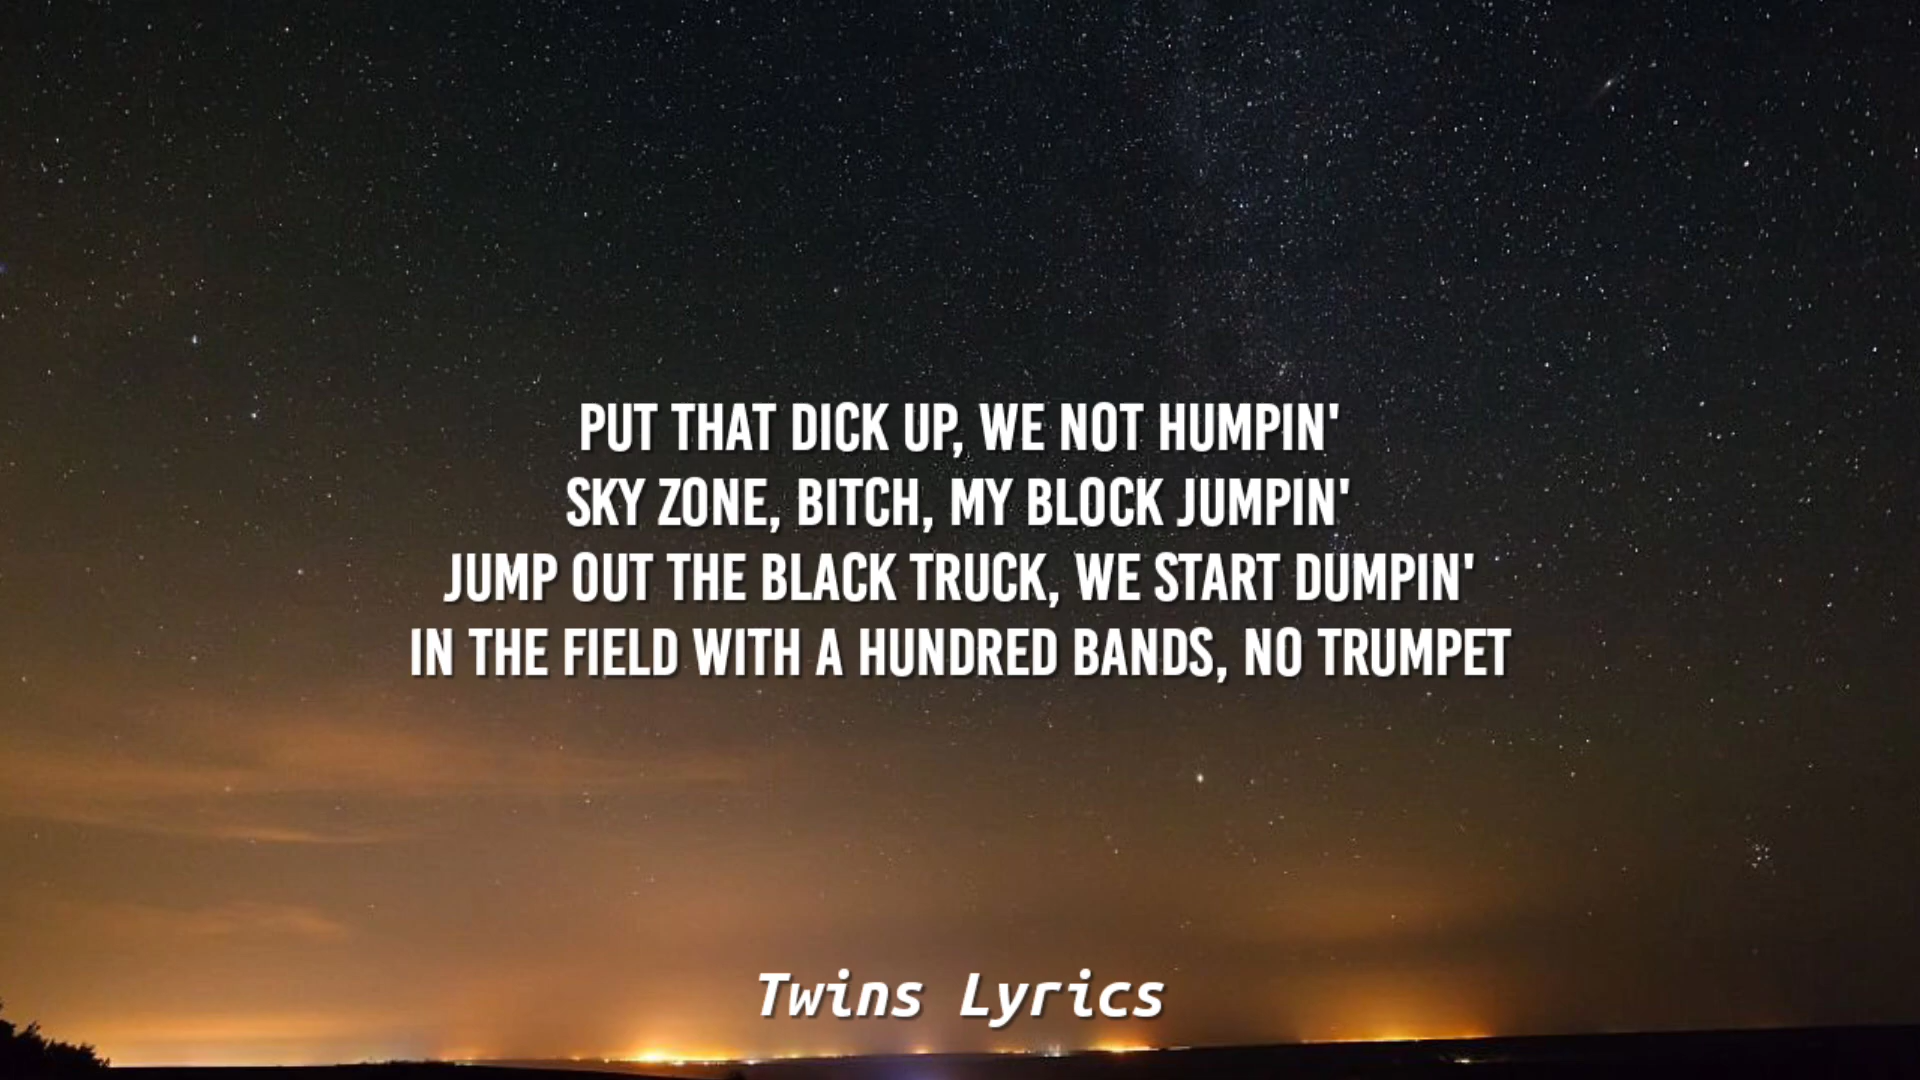 PUT THAT DICK UP, WE NOT HUMPIN'
SKY ZONE, BITCH, MY BLOCK JUMPIN'
JUMP OUT THE BLACK TRUCK, WE START DUMPIN'
IN THE FIELD WITH A HUNDRED BANDS, NO TRUMPET
Twins Lyrics